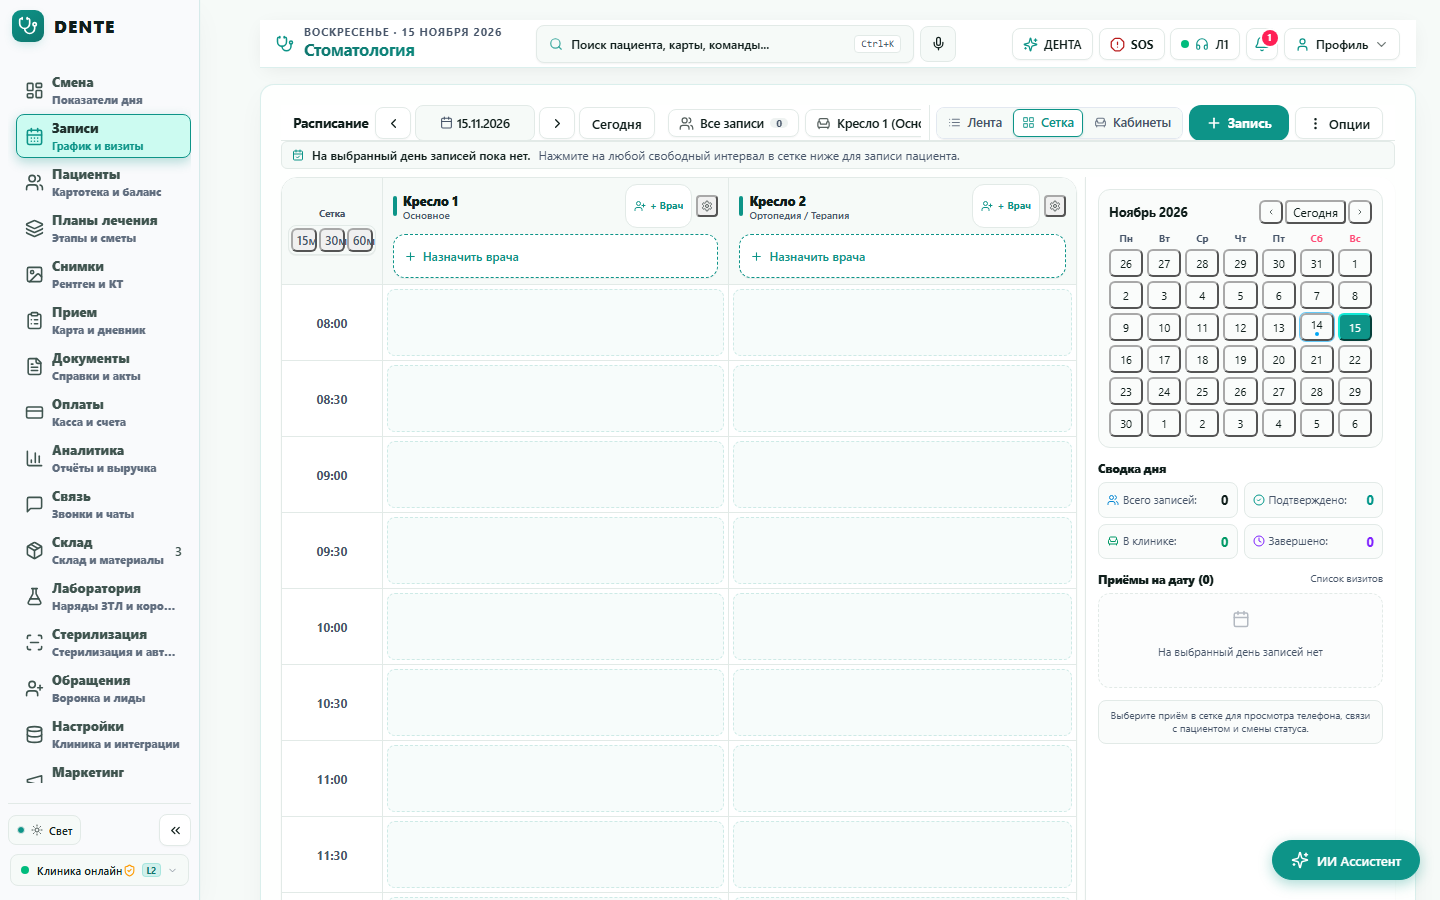 DENTE
Смена
Показатели дня
Записи
График и визиты
Пациенты
Картотека и баланс
Планы лечения
Этапы и сметы
Снимки
Рентген и КТ
Прием
Карта и дневник
Документы
Справки и акты
Оплаты
Касса и счета
Аналитика
Отчёты и выручка
Связь
Звонки и чаты
Склад
Склад и материалы
3
Лаборатория
Наряды ЗТЛ и коро...
Стерилизация
Стерилизация и авт...
Обращения
Воронка и лиды
Настройки
Клиника и интеграции
Маркетинг
Свет
Клиника онлайн L2
ВОСКРЕСЕНЬЕ · 15 НОЯБРЯ 2026
Стоматология
Поиск пациента, карты, команды... Ctrl+K
ДЕНТА
SOS
Л1
1
Профиль
Расписание
15.11.2026
Сегодня
Все записи 0
Кресло 1 (Осно
Лента
Сетка
Кабинеты
Запись
Опции
На выбранный день записей пока нет. Нажмите на любой свободный интервал в сетке ниже для записи пациента.
Сетка
15м 30м 60м
Кресло 1
Основное
+ Врач
+ Назначить врача
Кресло 2
Ортопедия / Терапия
+ Врач
+ Назначить врача
08:00
08:30
09:00
09:30
10:00
10:30
11:00
11:30
Ноябрь 2026
Сегодня
Пн Вт Ср Чт Пт Сб Вс
26 27 28 29 30 31 1
2 3 4 5 6 7 8
9 10 11 12 13 14 15
16 17 18 19 20 21 22
23 24 25 26 27 28 29
30 1 2 3 4 5 6
Сводка дня
Всего записей: 0
Подтверждено: 0
В клинике: 0
Завершено: 0
Приёмы на дату (0)
Список визитов
На выбранный день записей нет
Выберите приём в сетке для просмотра телефона, связи
с пациентом и смены статуса.
ИИ Ассистент